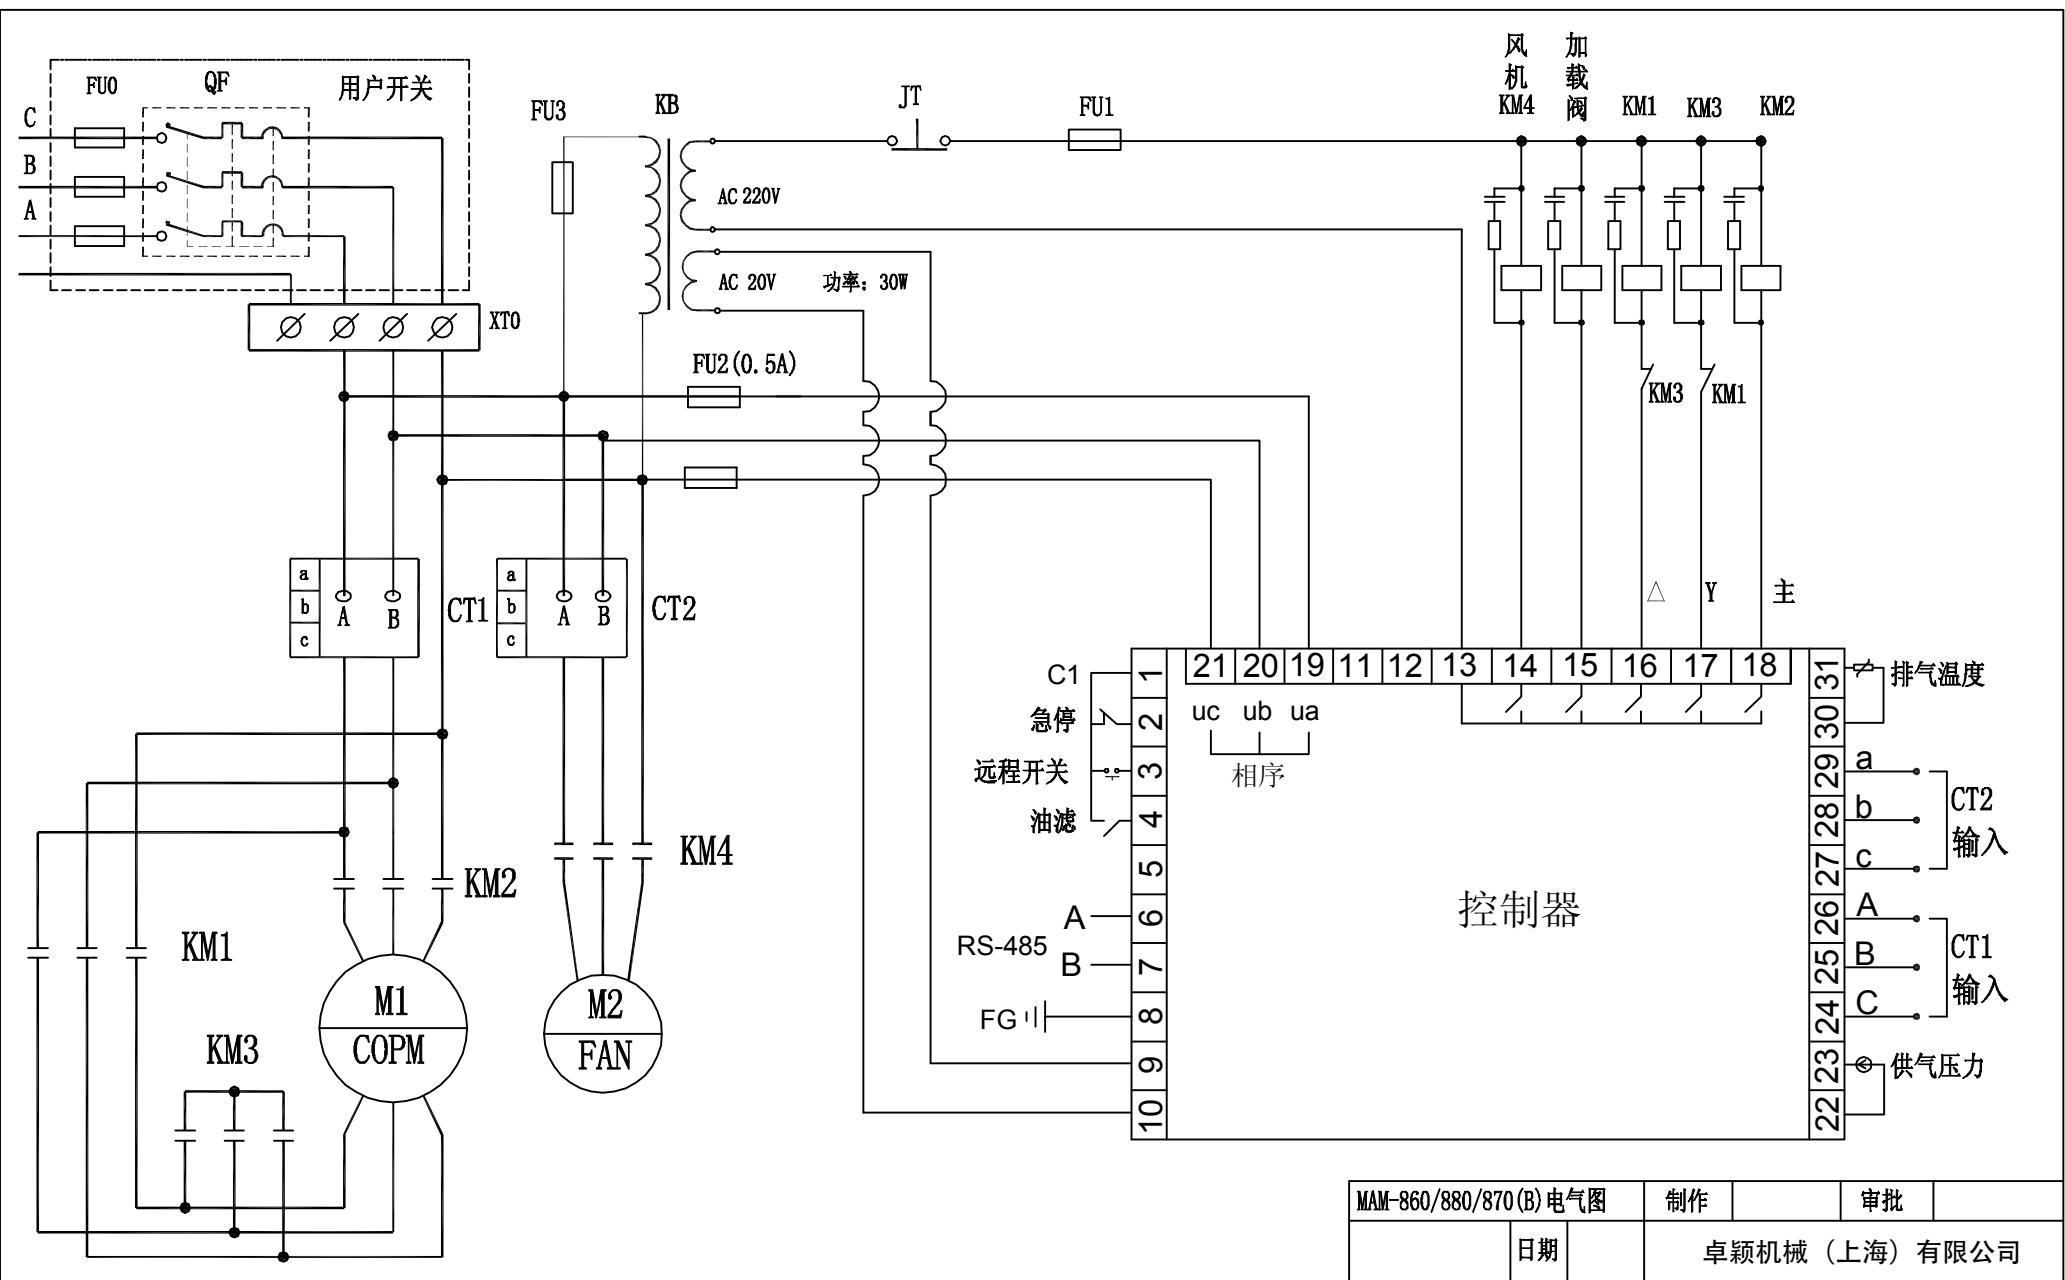 FU0 QF 用户开关
C
B
A
XT0
FU3 KB JT FU1
AC 220V
AC 20V 功率：30W
FU2(0.5A)
风机
KM4
加载阀
KM1
KM3
KM2
KM3
KM1
△ Y 主
a
b
c
A B
CT1
a
b
c
A B
CT2
KM4
KM2
KM1
M1
COPM
M2
FAN
KM3
21 20 19 11 12 13 14 15 16 17 18
uc ub ua
相序
C1 1
急停 2
远程开关 3
油滤 4
5
A 6
RS-485
B 7
FG 8
9
10
控制器
31 排气温度
30
29 a
28 b
27 c
CT2
输入
26 A
25 B
24 C
CT1
输入
23 供气压力
22
MAM-860/880/870(B)电气图 制作 审批
日期 卓颖机械（上海）有限公司